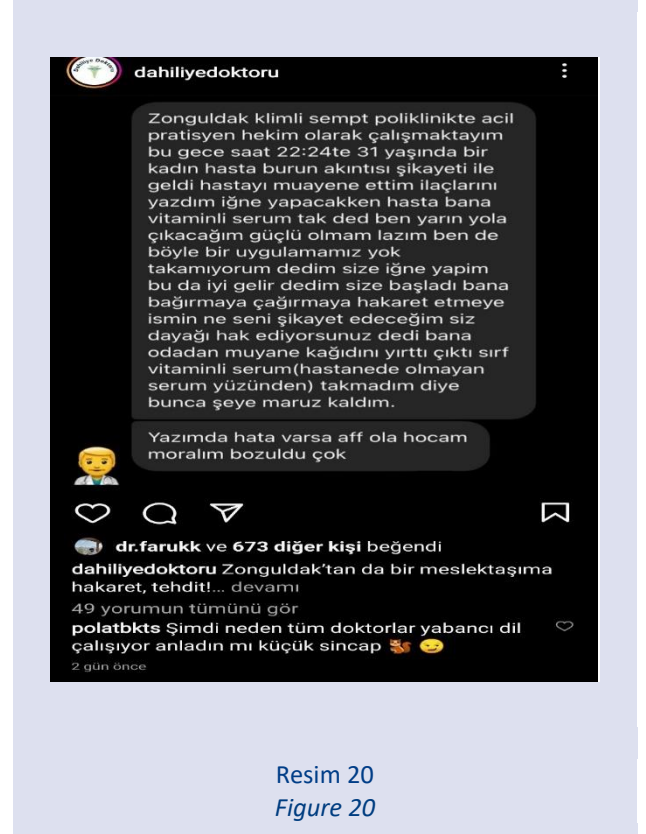 dahiliyedoktoru
Zonguldak klimli sempt poliklinikte acil
pratisyen hekim olarak çalışmaktayım
bu gece saat 22:24te 31 yaşında bir
kadın hasta burun akıntısı şikayeti ile
geldi hastayı muayene ettim ilaçlarını
yazdım iğne yapacakken hasta bana
vitaminli serum tak ded ben yarın yola
çıkacağım güçlü olmam lazım ben de
böyle bir uygulamamız yok
takamıyorum dedim size iğne yapim
bu da iyi gelir dedim size başladı bana
bağırmaya çağırmaya hakaret etmeye
ismin ne seni şikayet edeceğim siz
dayağı hak ediyorsunuz dedi bana
odadan muyane kağıdını yırttı çıktı sırf
vitaminli serum(hastanede olmayan
serum yüzünden) takmadım diye
bunca şeye maruz kaldım.
Yazımda hata varsa aff ola hocam
moralım bozuldu çok
dr.farukk ve 673 diğer kişi beğendi
dahiliyedoktoru Zonguldak'tan da bir meslektaşıma
hakaret, tehdit!... devamı
49 yorumun tümünü gör
polatbkts Şimdi neden tüm doktorlar yabancı dil
çalışıyor anladın mı küçük sincap 🐿️ 😏
2 gün önce
Resim 20
Figure 20